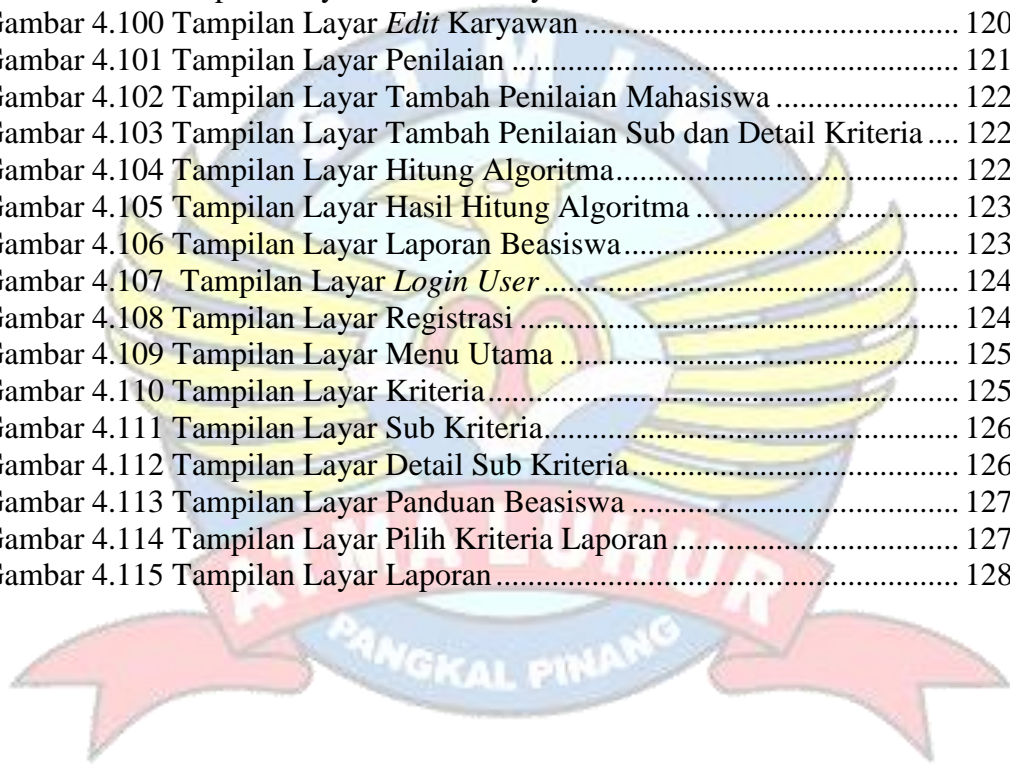 Gambar 4.100 Tampilan Layar Edit Karyawan ............................................... 120
Gambar 4.101 Tampilan Layar Penilaian ........................................................ 121
Gambar 4.102 Tampilan Layar Tambah Penilaian Mahasiswa ....................... 122
Gambar 4.103 Tampilan Layar Tambah Penilaian Sub dan Detail Kriteria .... 122
Gambar 4.104 Tampilan Layar Hitung Algoritma........................................... 122
Gambar 4.105 Tampilan Layar Hasil Hitung Algoritma ................................. 123
Gambar 4.106 Tampilan Layar Laporan Beasiswa.......................................... 123
Gambar 4.107 Tampilan Layar Login User .................................................... 124
Gambar 4.108 Tampilan Layar Registrasi ....................................................... 124
Gambar 4.109 Tampilan Layar Menu Utama .................................................. 125
Gambar 4.110 Tampilan Layar Kriteria........................................................... 125
Gambar 4.111 Tampilan Layar Sub Kriteria.................................................... 126
Gambar 4.112 Tampilan Layar Detail Sub Kriteria......................................... 126
Gambar 4.113 Tampilan Layar Panduan Beasiswa ......................................... 127
Gambar 4.114 Tampilan Layar Pilih Kriteria Laporan .................................... 127
Gambar 4.115 Tampilan Layar Laporan .......................................................... 128
STMIK
ATMA LUHUR
PANGKAL PINANG